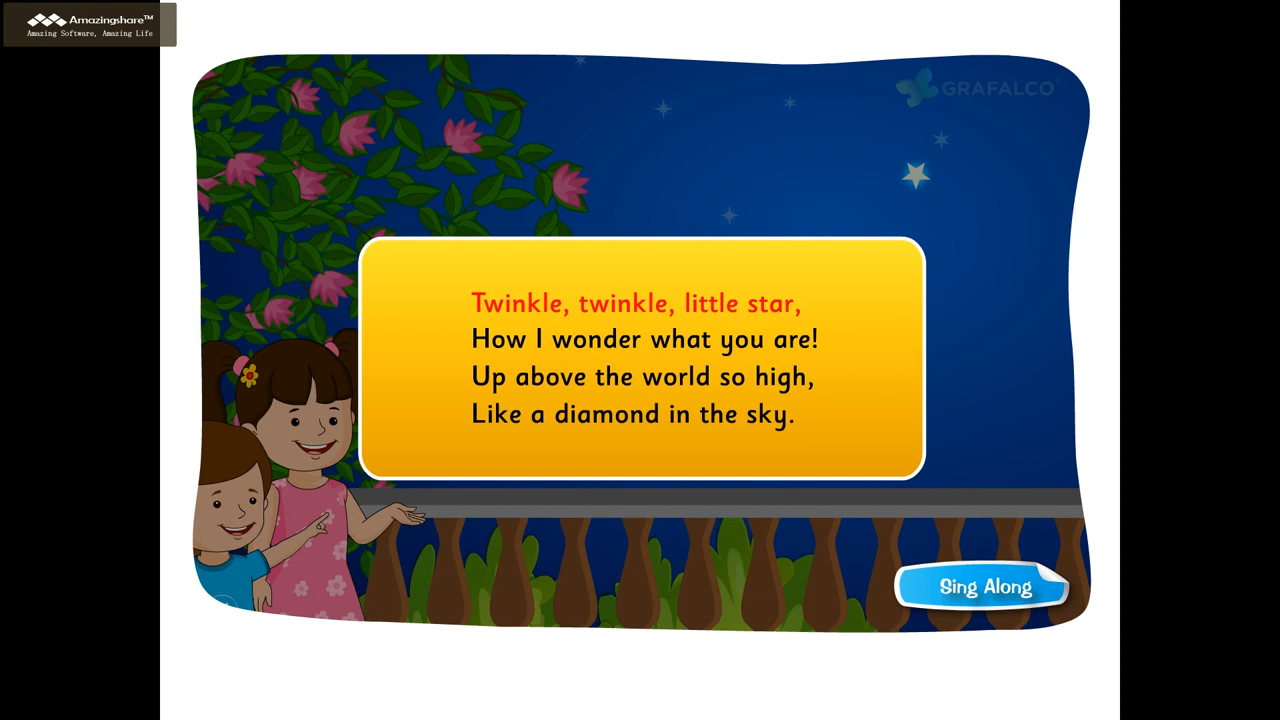 Amazingshare™
Amazing Software, Amazing Life
GRAFALCO
Twinkle, twinkle, little star,
How I wonder what you are!
Up above the world so high,
Like a diamond in the sky.
Sing Along